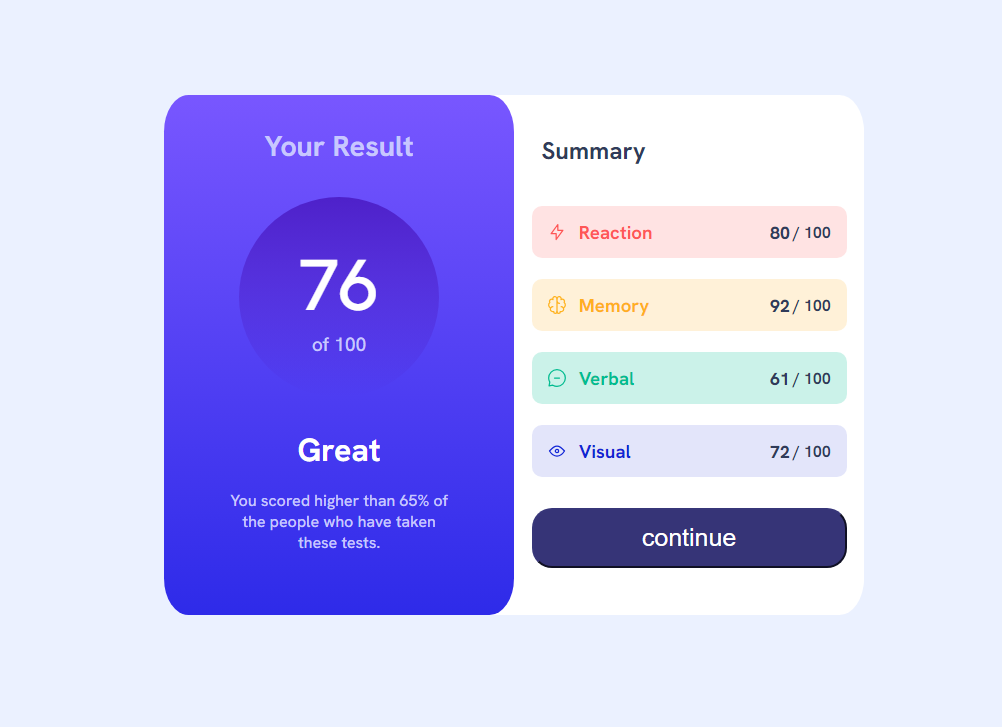 Your Result
76
of 100
Great
You scored higher than 65% of
the people who have taken
these tests.
Summary
Reaction 80 / 100
Memory 92 / 100
Verbal 61 / 100
Visual 72 / 100
continue